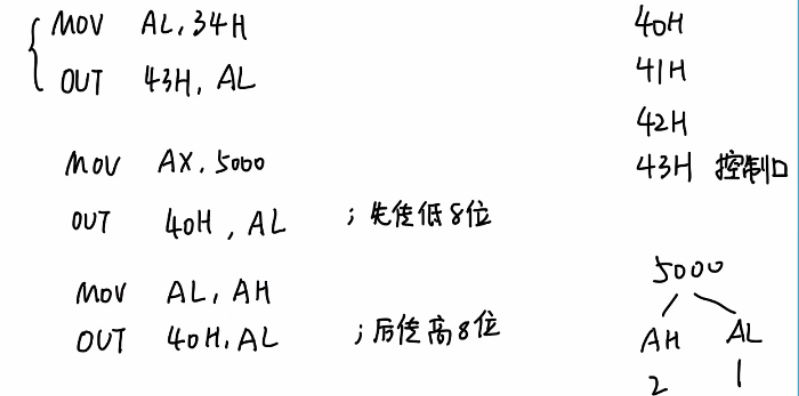 MOV AL, 34H
OUT 43H, AL
MOV AX, 5000
OUT 40H, AL ;先传低8位
MOV AL, AH
OUT 40H, AL ;后传高8位
40H
41H
42H
43H 控制口
5000
AH AL
2 1